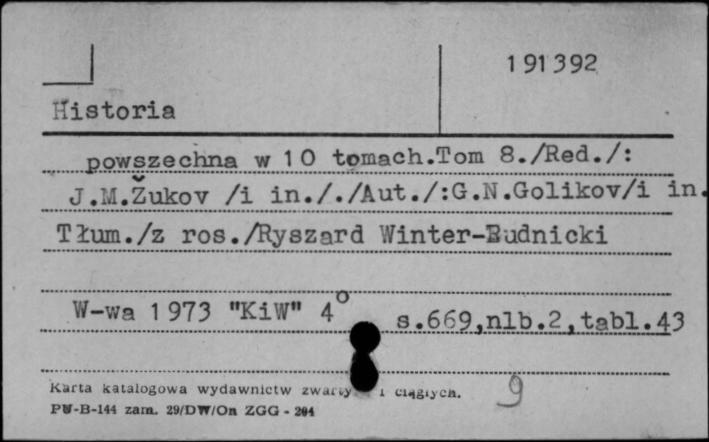 191392
Historia
powszechna w 10 tomach.Tom 8./Red./:
J.M.Žukov /i in././Aut./:G.N.Golikov/i in.
Tłum./z ros./Ryszard Winter-Budnicki
W-wa 1973 "KiW" 4° s.669,nlb.2,tabl.43
Karta katalogowa wydawnictw i ciągłych.
9
PU-B-144 zam. 29/DW/On ZGG - 204